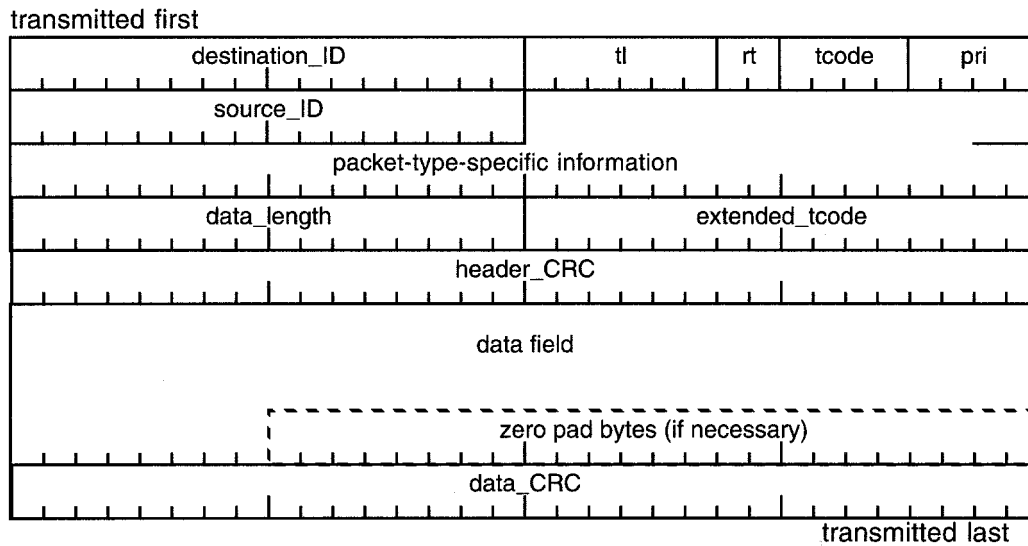 transmitted first
destination_ID tl rt tcode pri
source_ID
packet-type-specific information
data_length extended_tcode
header_CRC
data field
zero pad bytes (if necessary)
data_CRC
transmitted last